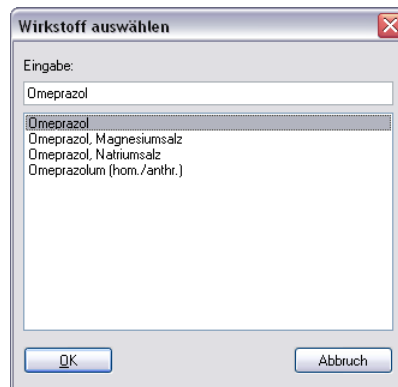 Wirkstoff auswählen
Eingabe:
Omeprazol
Omeprazol
Omeprazol, Magnesiumsalz
Omeprazol, Natriumsalz
Omeprazolum (hom./anthr.)
OK
Abbruch